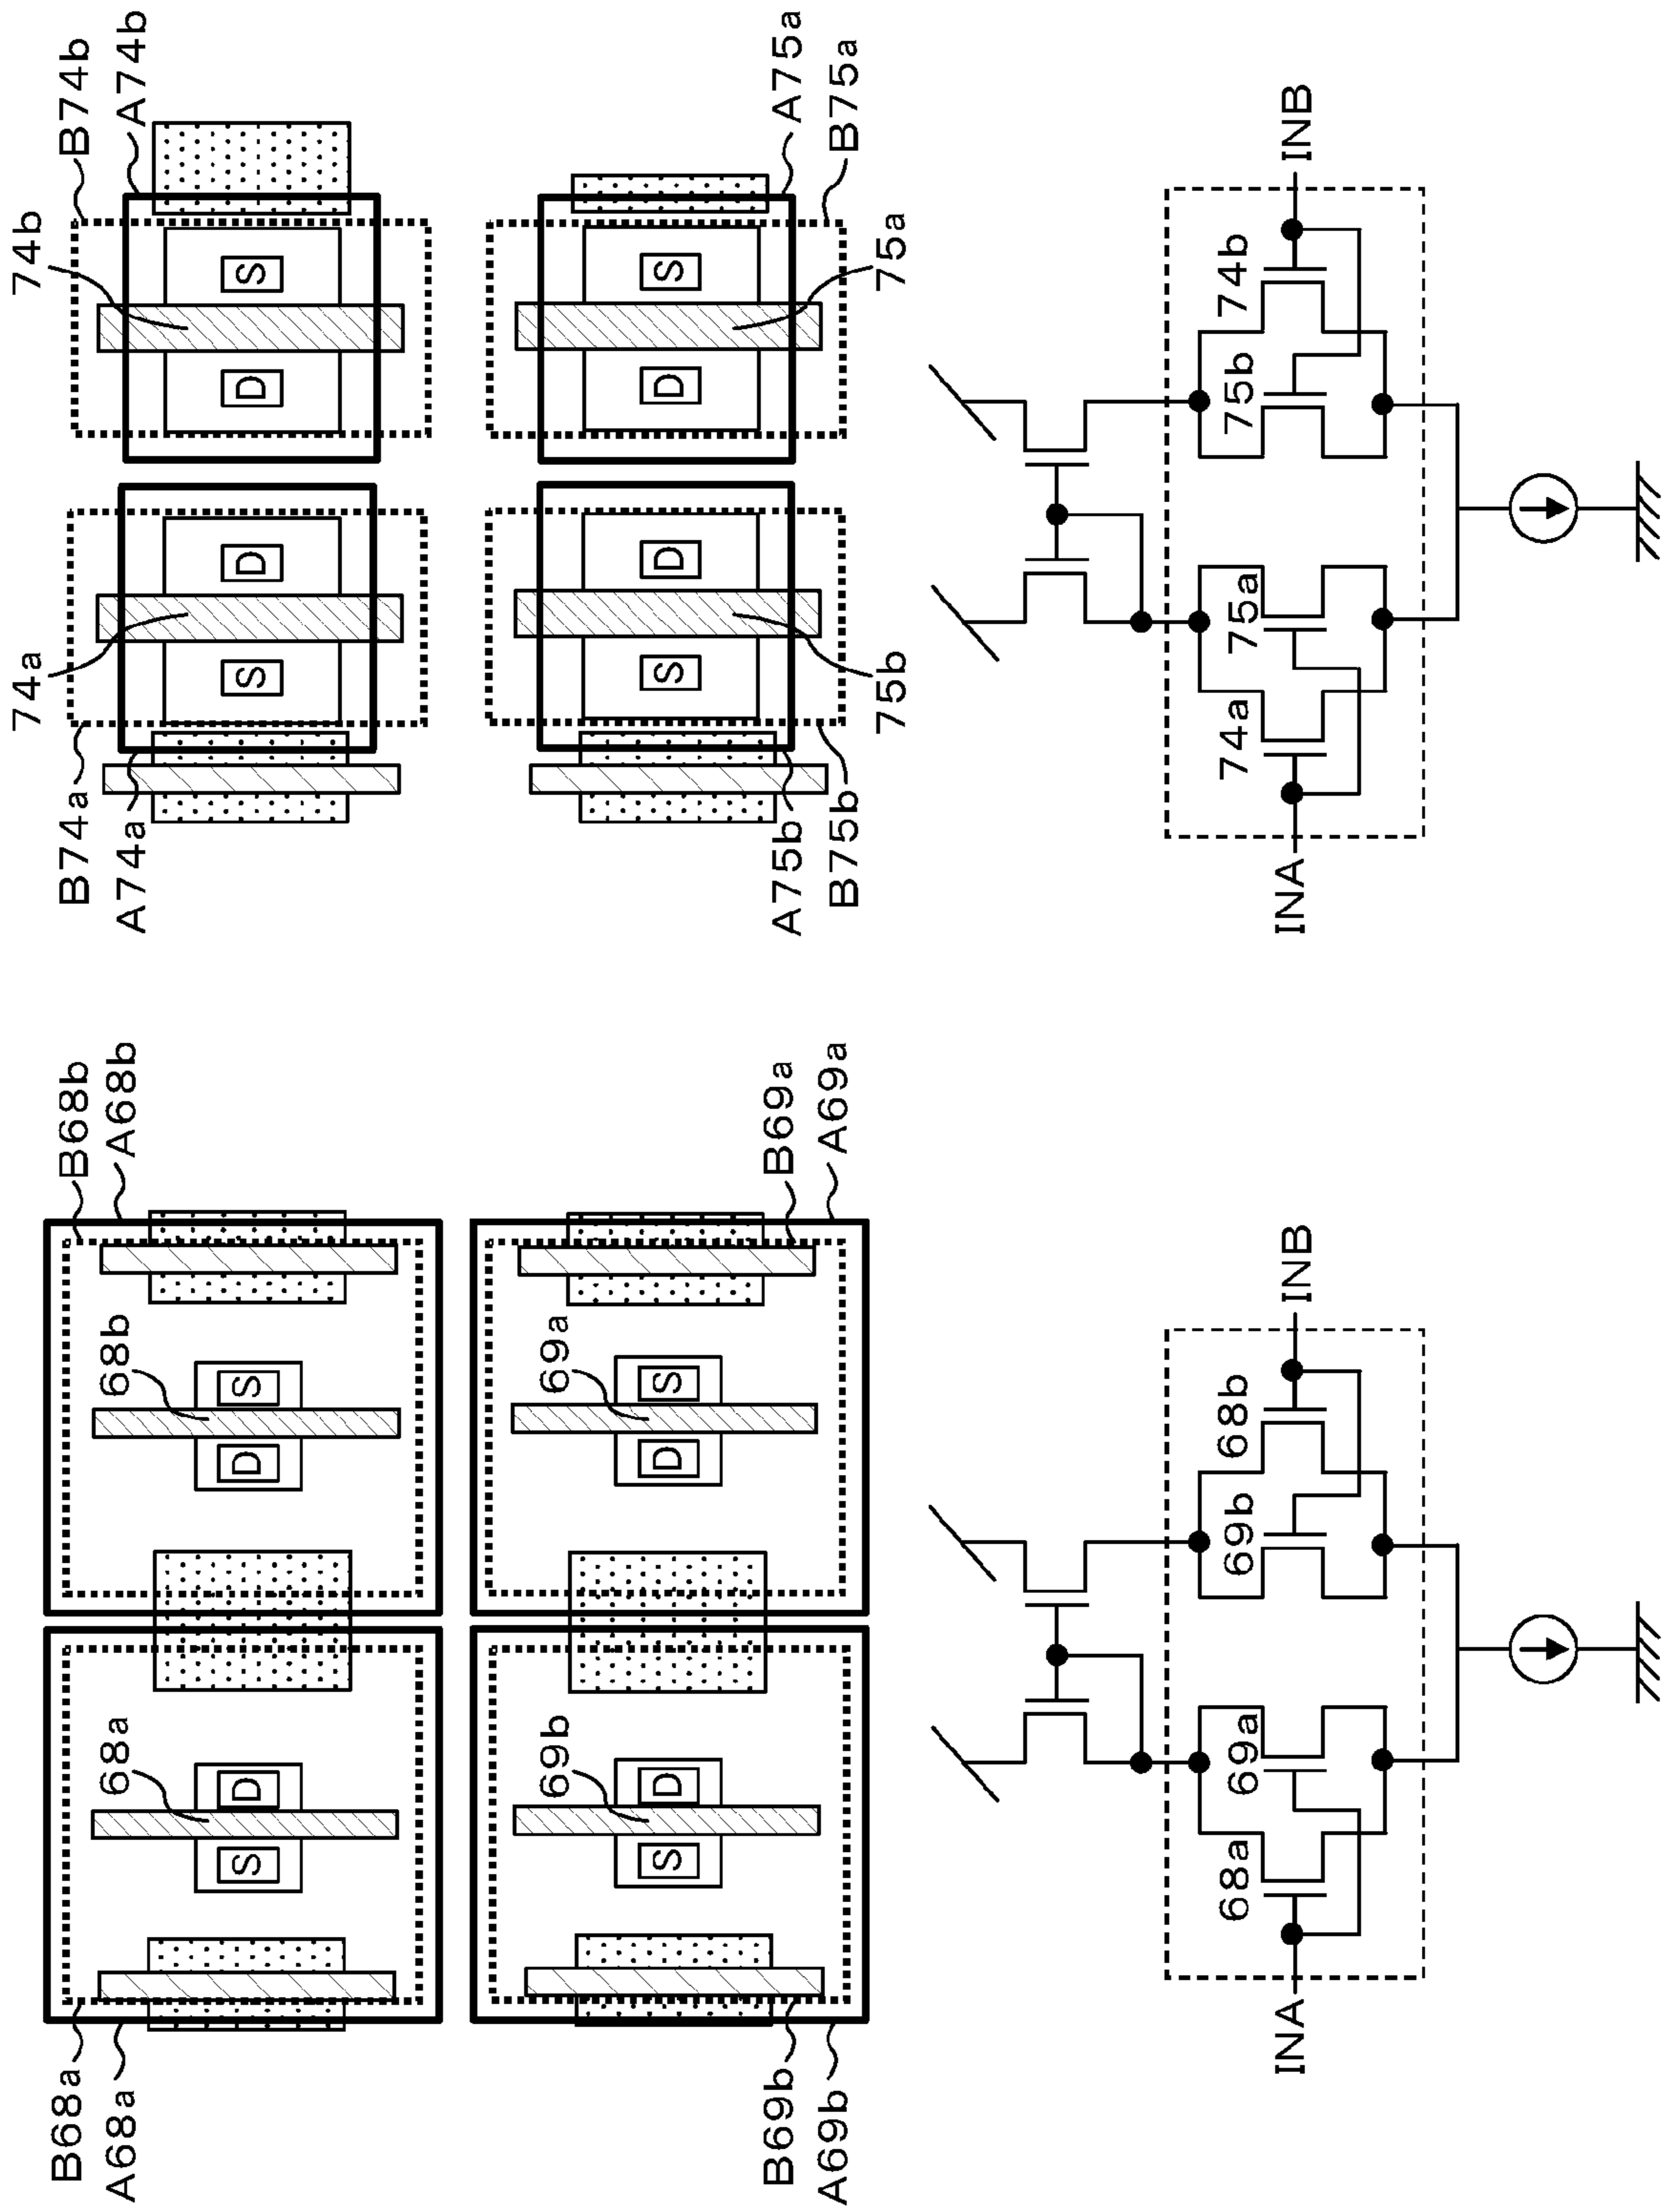 B68a B68b
A68a A68b
68a 68b
S D D S
69b 69a
S D D S
B69b B69a
A69b A69a
68a 69a 69b 68b
INA INB
74a 74b
B74a B74b
A74a A74b
S D D S
S D D S
A75b A75a
B75b B75a
75b 75a
74a 75a 75b 74b
INA INB